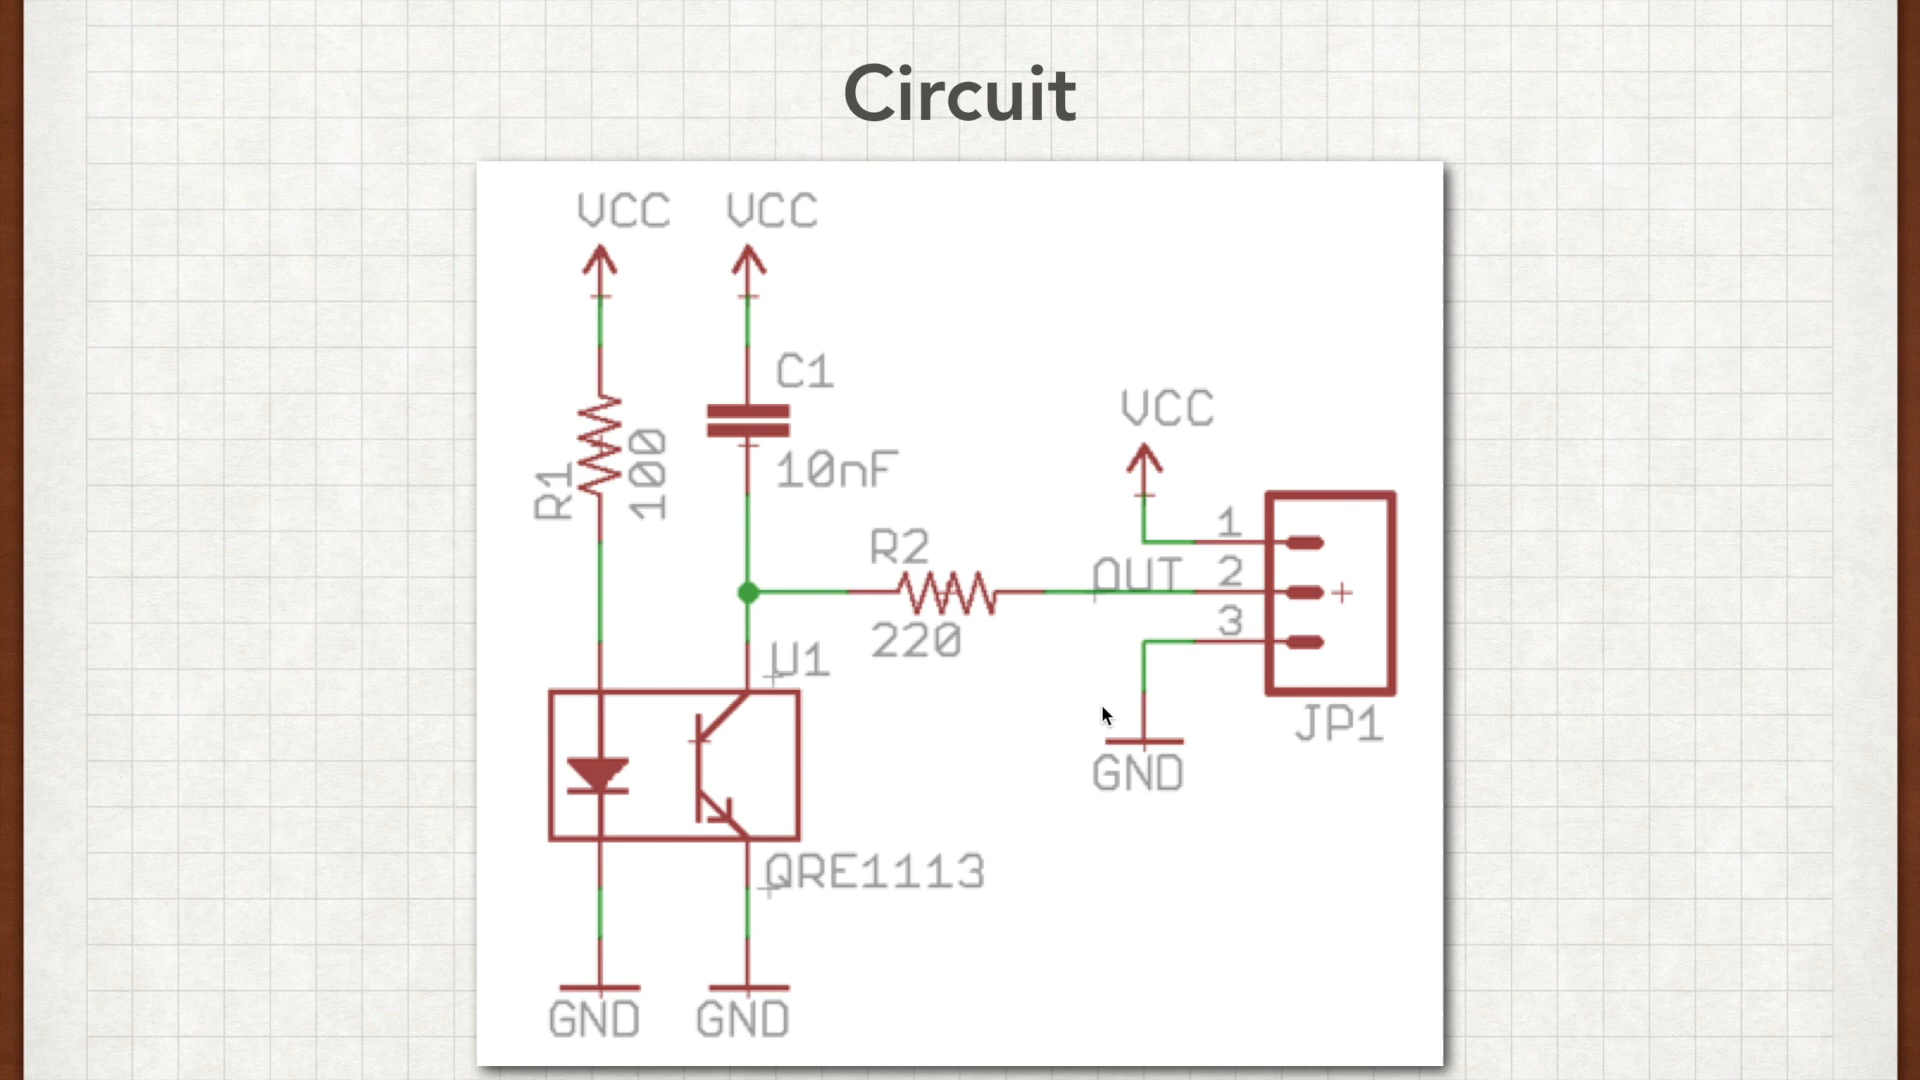 Circuit
VCC VCC
C1
10nF
R1
100
VCC
R2
220
OUT
1
2
3
JP1
GND
U1
QRE1113
GND GND